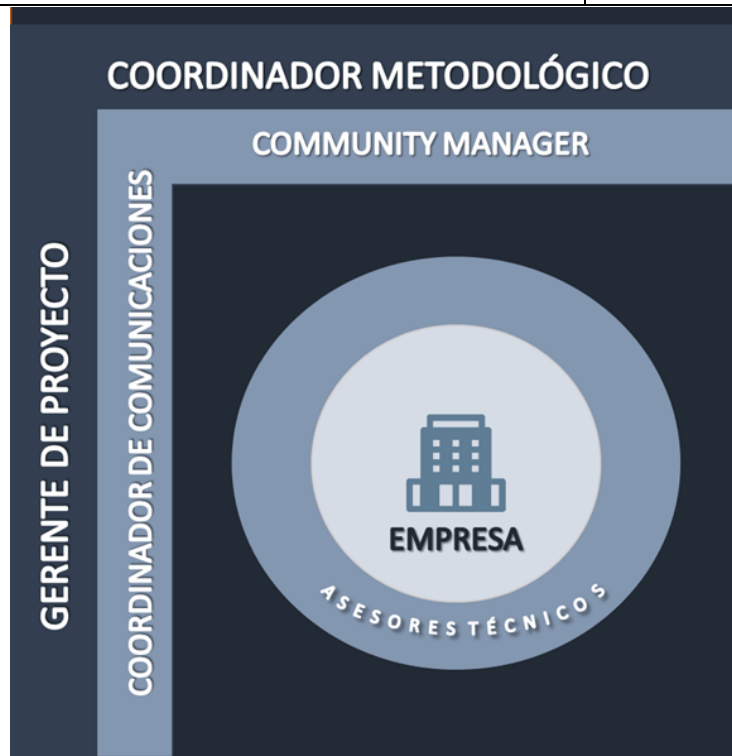 COORDINADOR METODOLÓGICO
COMMUNITY MANAGER
GERENTE DE PROYECTO
COORDINADOR DE COMUNICACIONES
EMPRESA
ASESORES TÉCNICOS